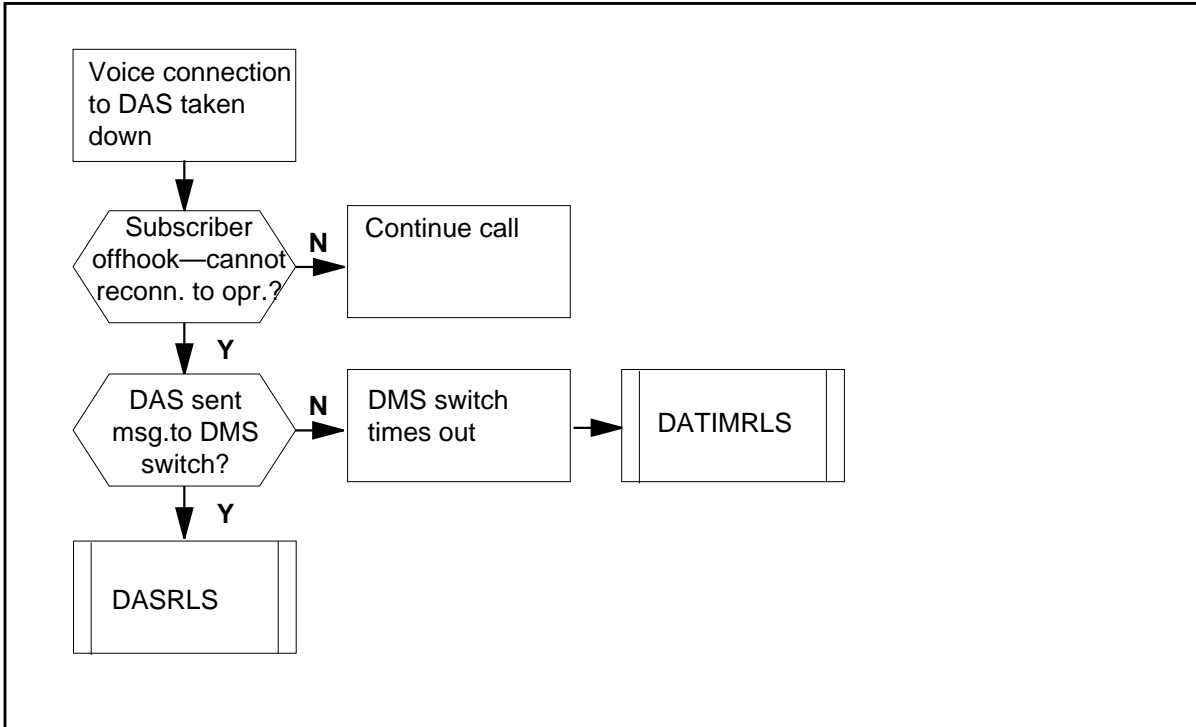 Voice connection
to DAS taken
down
Subscriber
offhook—cannot
reconn. to opr.?
N
Continue call
Y
DAS sent
msg.to DMS
switch?
N
DMS switch
times out
DATIMRLS
Y
DASRLS